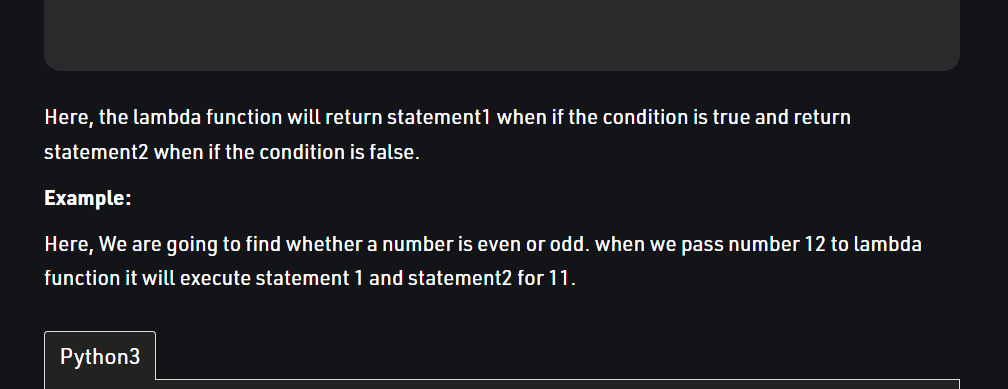 Here, the lambda function will return statement1 when if the condition is true and return
statement2 when if the condition is false.
Example:
Here, We are going to find whether a number is even or odd. when we pass number 12 to lambda
function it will execute statement 1 and statement2 for 11.
Python3